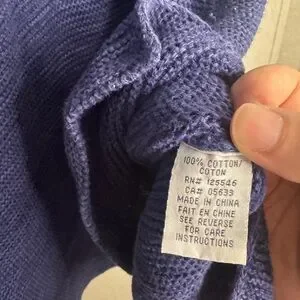 100% COTTON/
COTON
RN# 125546
CA# 05633
MADE IN CHINA
FAIT EN CHINE
SEE REVERSE
FOR CARE
INSTRUCTIONS